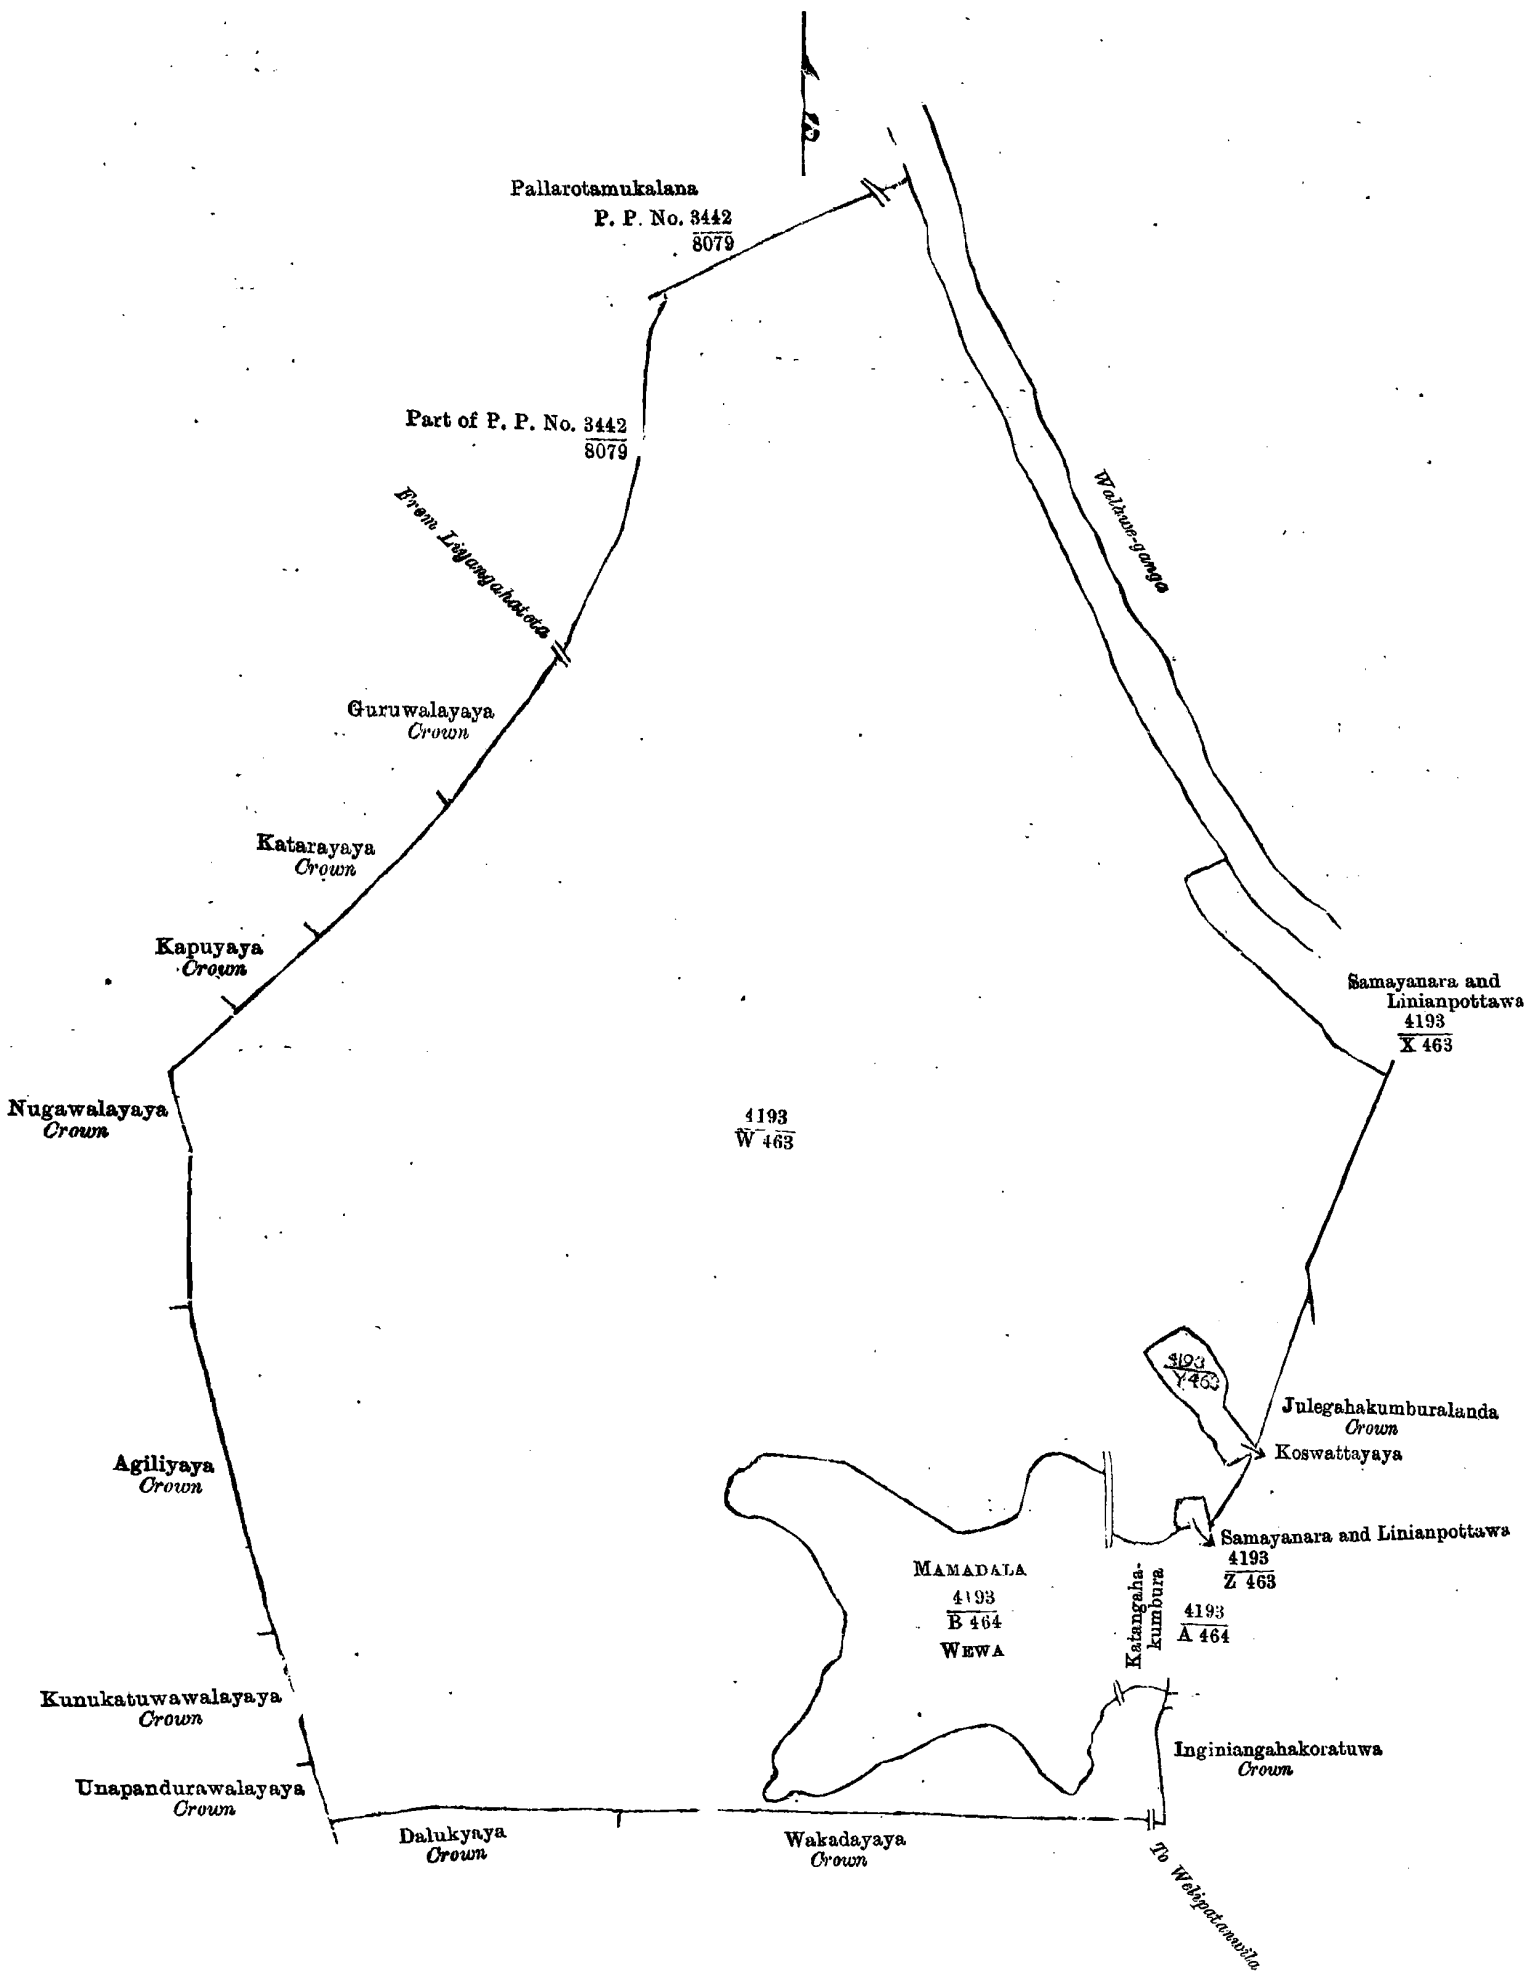 Pallarotamukalana
P. P. No. 3442
8079
Part of P. P. No. 3442
8079
From Liyangahatota
Walawe-ganga
Guruwalayaya
Crown
Katarayaya
Crown
Kapuyaya
Crown
Samayanara and
Linianpottawa
4193
X 463
Nugawalayaya
Crown
4193
W 463
4193
Y 463
Julegahakumburalanda
Crown
Koswattayaya
Agiliyaya
Crown
Samayanara and Linianpottawa
4193
Z 463
MAMADALA
4193
B 464
WEWA
Katangaha-
kumbura
4193
A 464
Kunukatuwawalayaya
Crown
Inginiangahakoratuwa
Crown
Unapandurawalayaya
Crown
Dalukyaya
Crown
Wakadayaya
Crown
To Welipatanwila